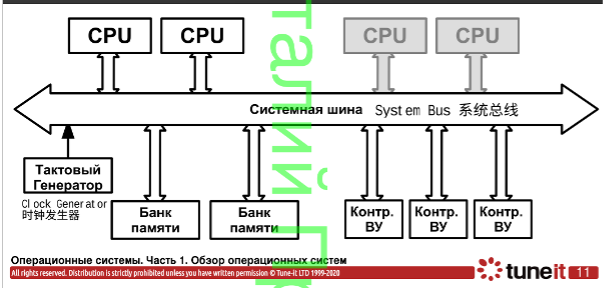 CPU CPU CPU CPU
Системная шина System Bus 系统总线
Тактовый
Генератор
Clock Generator
时钟发生器
Банк
памяти
Банк
памяти
Контр.
ВУ
Контр.
ВУ
Контр.
ВУ
Операционные системы. Часть 1. Обзор операционных систем
All rights reserved. Distribution is strictly prohibited unless you have written permission © Tune-it LTD 1999-2020
tuneit 11